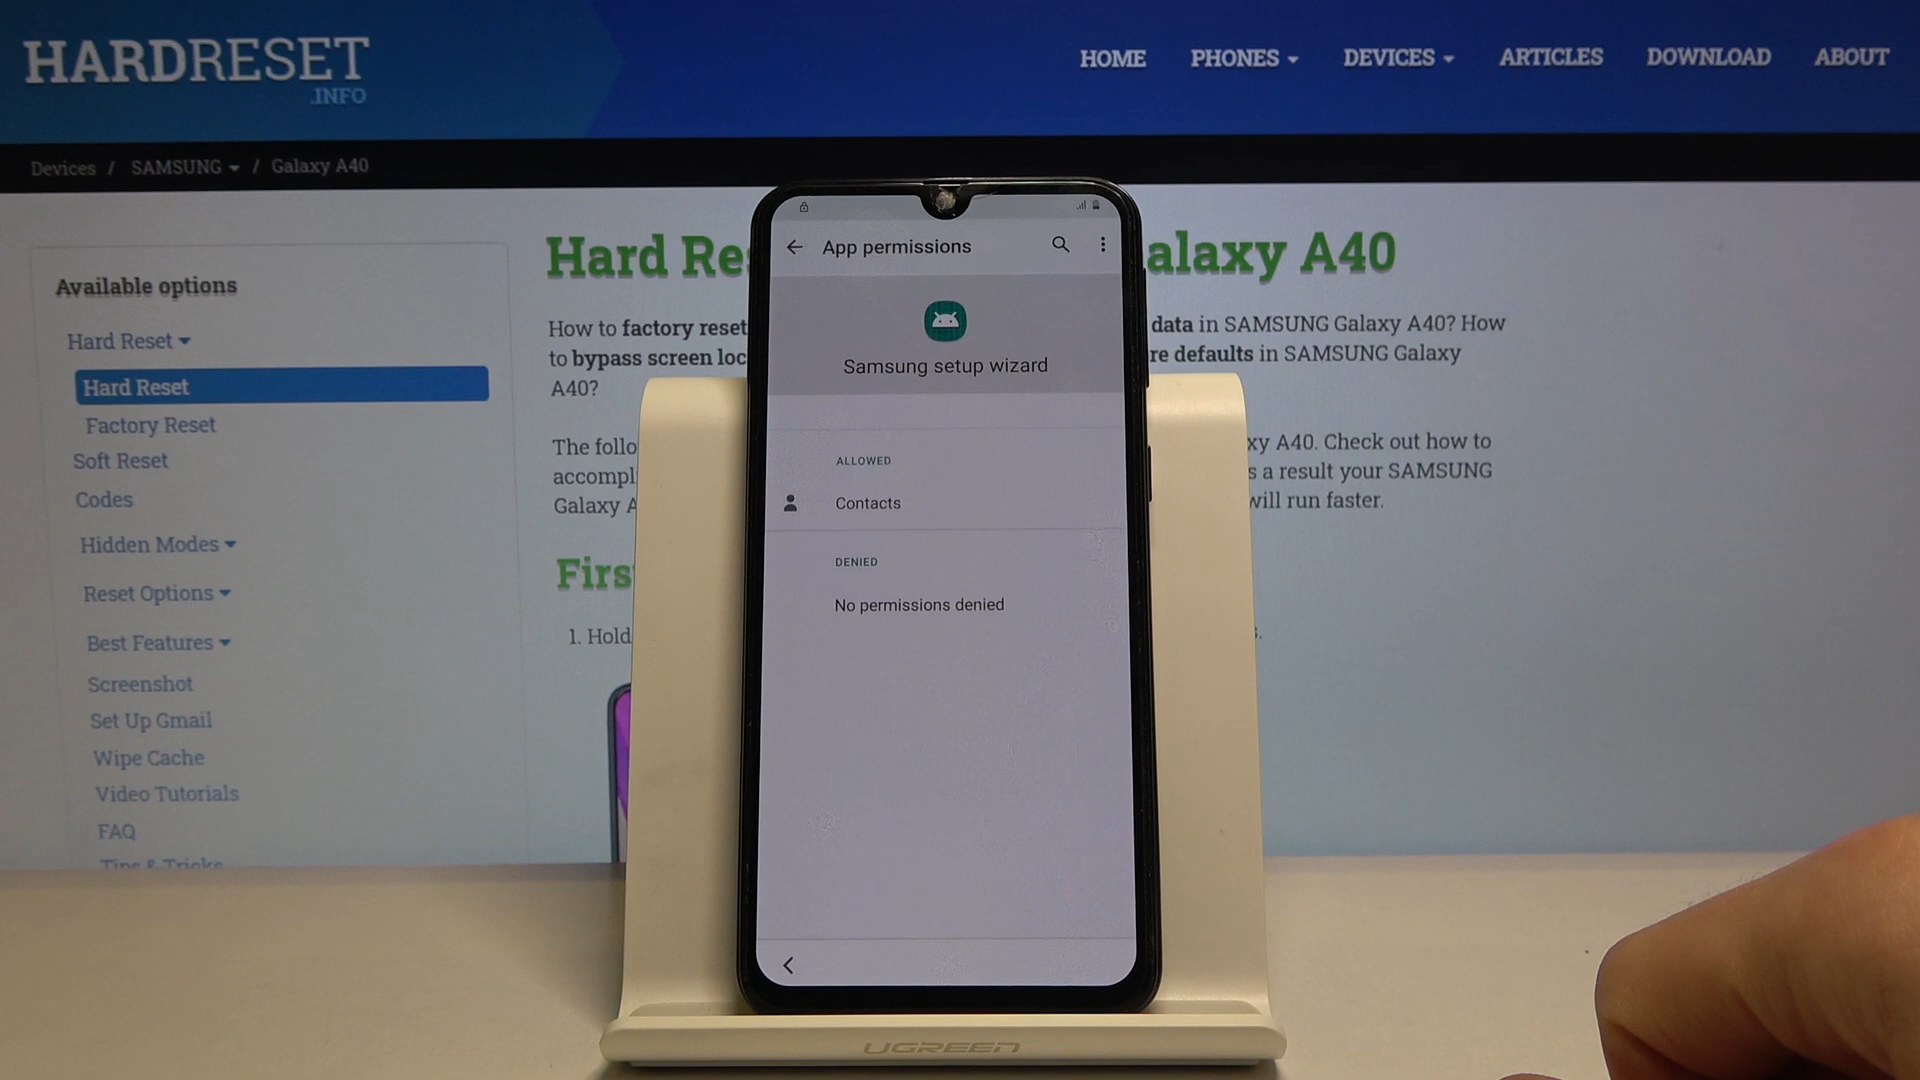 HARDRESET
.INFO
HOME PHONES DEVICES ARTICLES DOWNLOAD ABOUT
Devices / SAMSUNG / Galaxy A40
Available options
Hard Reset
Hard Reset
Factory Reset
Soft Reset
Codes
Hidden Modes
Reset Options
Best Features
Screenshot
Set Up Gmail
Wipe Cache
Video Tutorials
FAQ
Tips & Tricks
Hard Re alaxy A40
How to factory reset data in SAMSUNG Galaxy A40? How
to bypass screen loc re defaults in SAMSUNG Galaxy
A40?
The follo xy A40. Check out how to
accompl s a result your SAMSUNG
Galaxy A will run faster.
Firs
1. Hold s.
App permissions
Samsung setup wizard
ALLOWED
Contacts
DENIED
No permissions denied
UGREEN